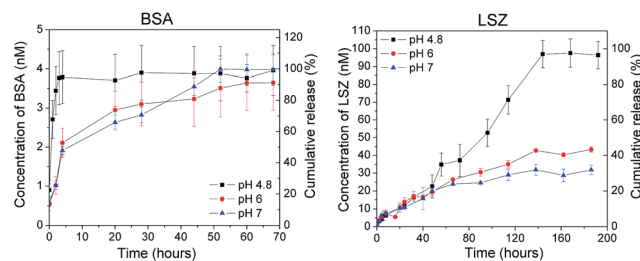 BSA
Concentration of BSA (nM)
5
4
3
2
1
0
0 10 20 30 40 50 60 70
Time (hours)
120
100
80
60
40
20
0
Cumulative release (%)
pH 4.8
pH 6
pH 7
LSZ
Concentration of LSZ (nM)
110
100
90
80
70
60
50
40
30
20
10
0
0 40 80 120 160 200
Time (hours)
100
80
60
40
20
0
Cumulative release (%)
pH 4.8
pH 6
pH 7